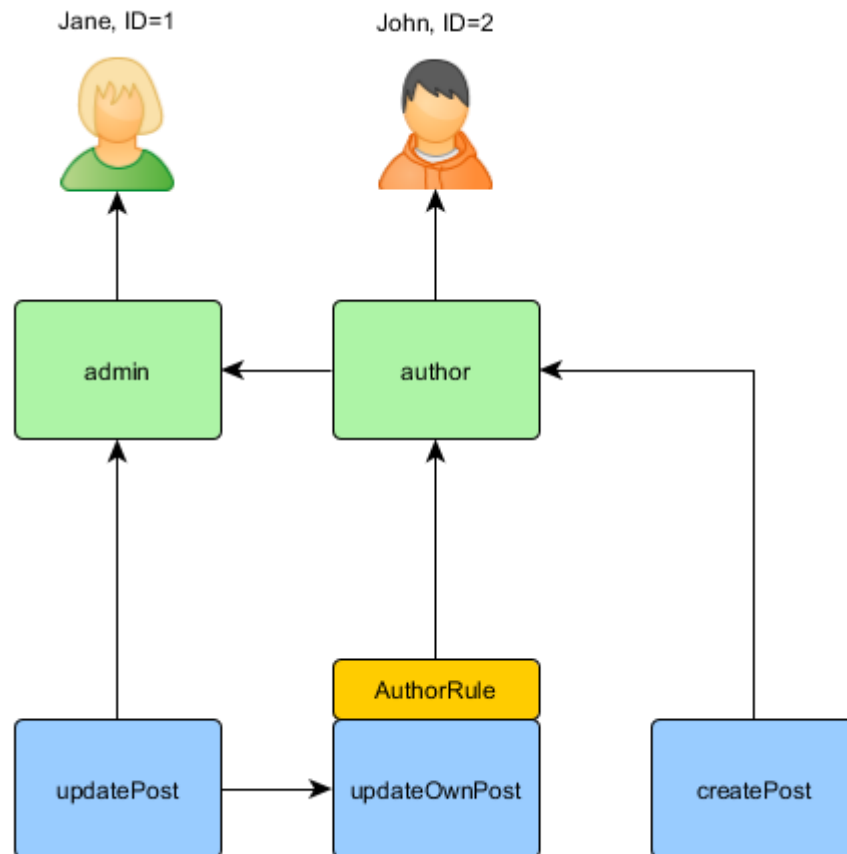 Jane, ID=1
John, ID=2
admin
author
AuthorRule
updatePost
updateOwnPost
createPost